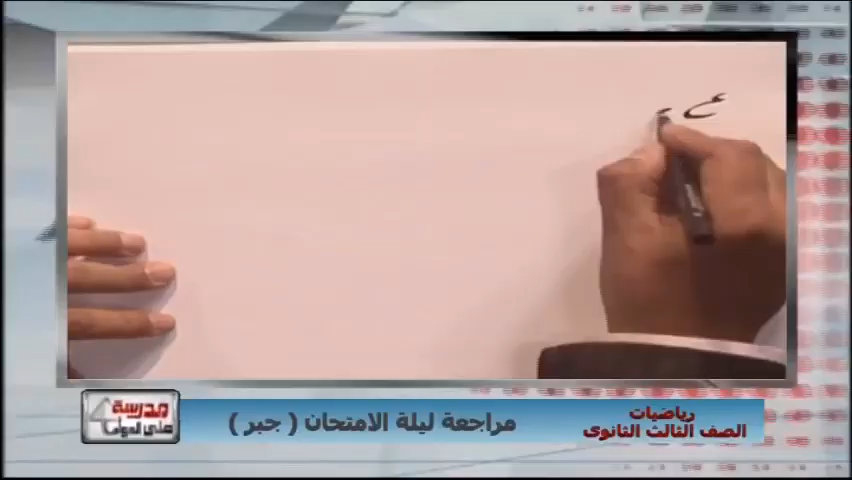 مدرسة
على الهواء
مراجعة ليلة الامتحان ( جبر )
رياضيات
الصف الثالث الثانوى